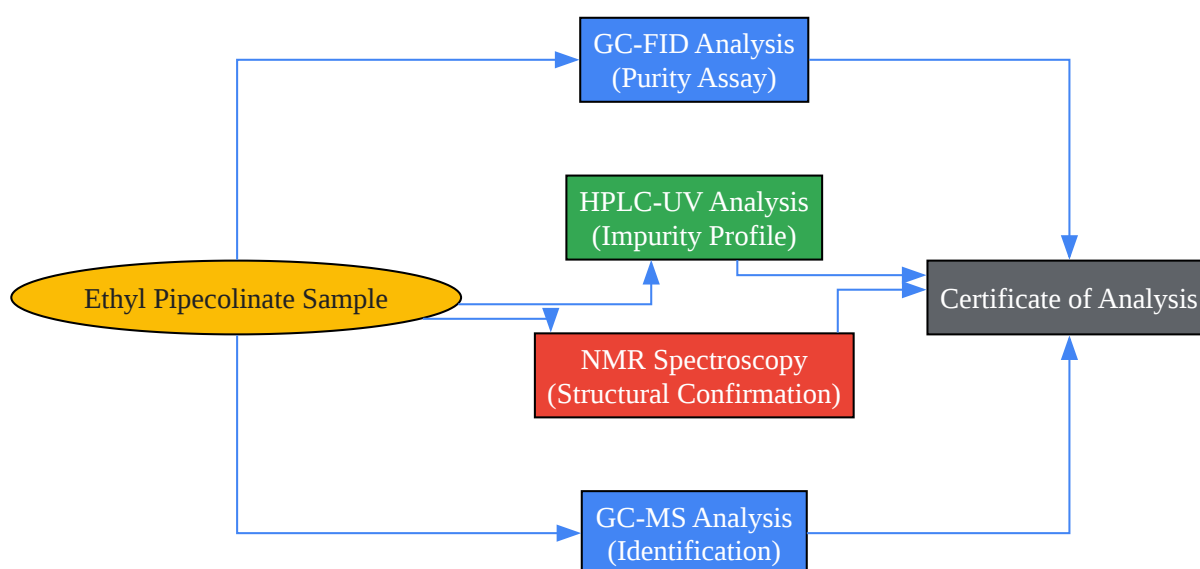 GC-FID Analysis
(Purity Assay)
HPLC-UV Analysis
(Impurity Profile)
Ethyl Pipecolinate Sample
Certificate of Analysis
NMR Spectroscopy
(Structural Confirmation)
GC-MS Analysis
(Identification)